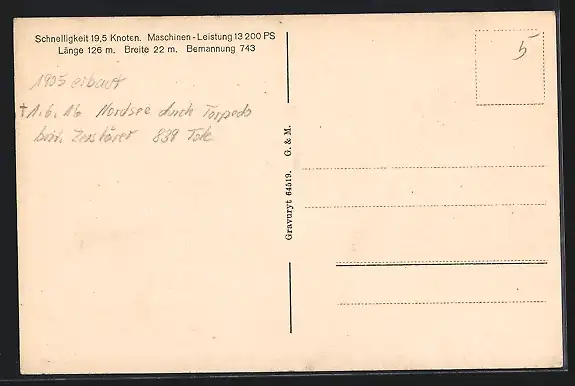 Schnelligkeit 19,5 Knoten. Maschinen-Leistung 13 200 PS
Länge 126 m. Breite 22 m. Bemannung 743
1905 erbaut
†1.6.16 Nordsee durch Torpedo
brit. Zerstörer 839 Tote
Gravuryt 64519. G. & M.
5